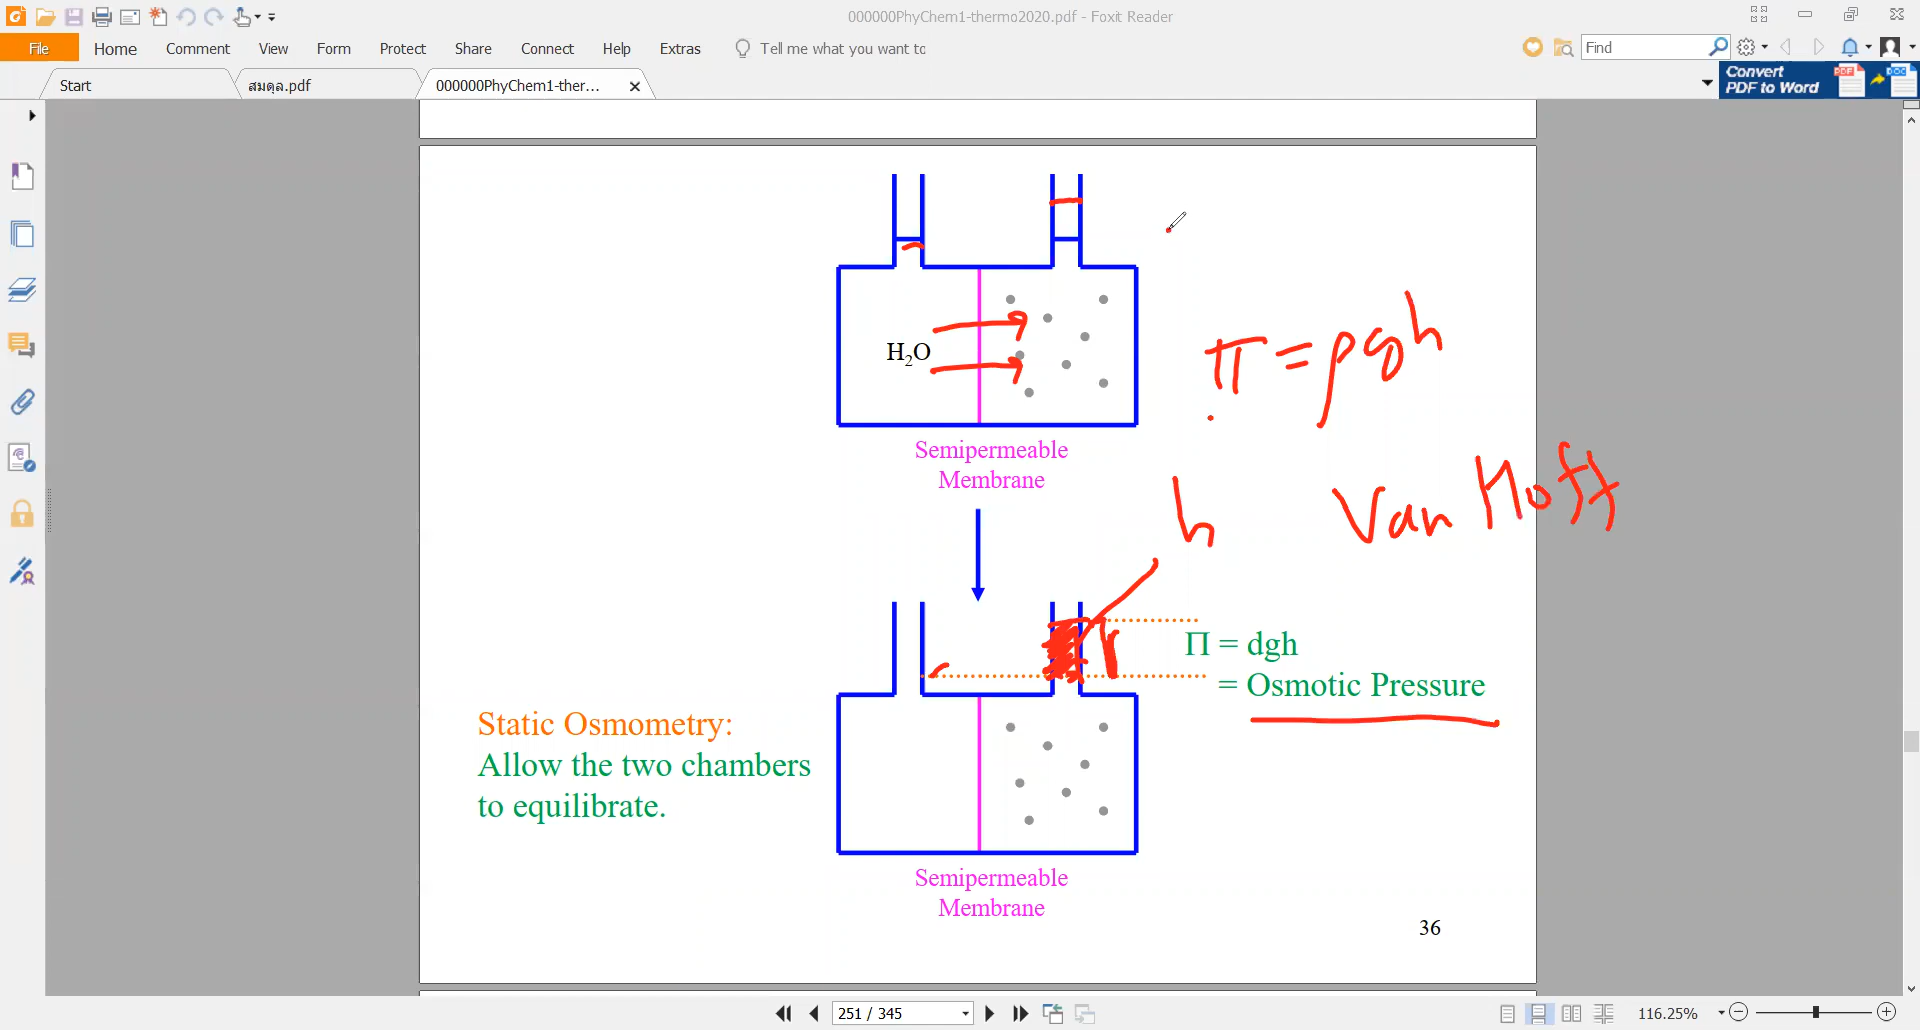 000000PhyChem1-thermo2020.pdf - Foxit Reader
File Home Comment View Form Protect Share Connect Help Extras Tell me what you want to
Find
Start สมดุล.pdf 000000PhyChem1-ther...
Convert
PDF to Word
PDF DOC
H₂O
π = ρgh
Semipermeable
Membrane
h
Van Hoff
Π = dgh
= Osmotic Pressure
Static Osmometry:
Allow the two chambers
to equilibrate.
Semipermeable
Membrane
36
251 / 345
116.25%